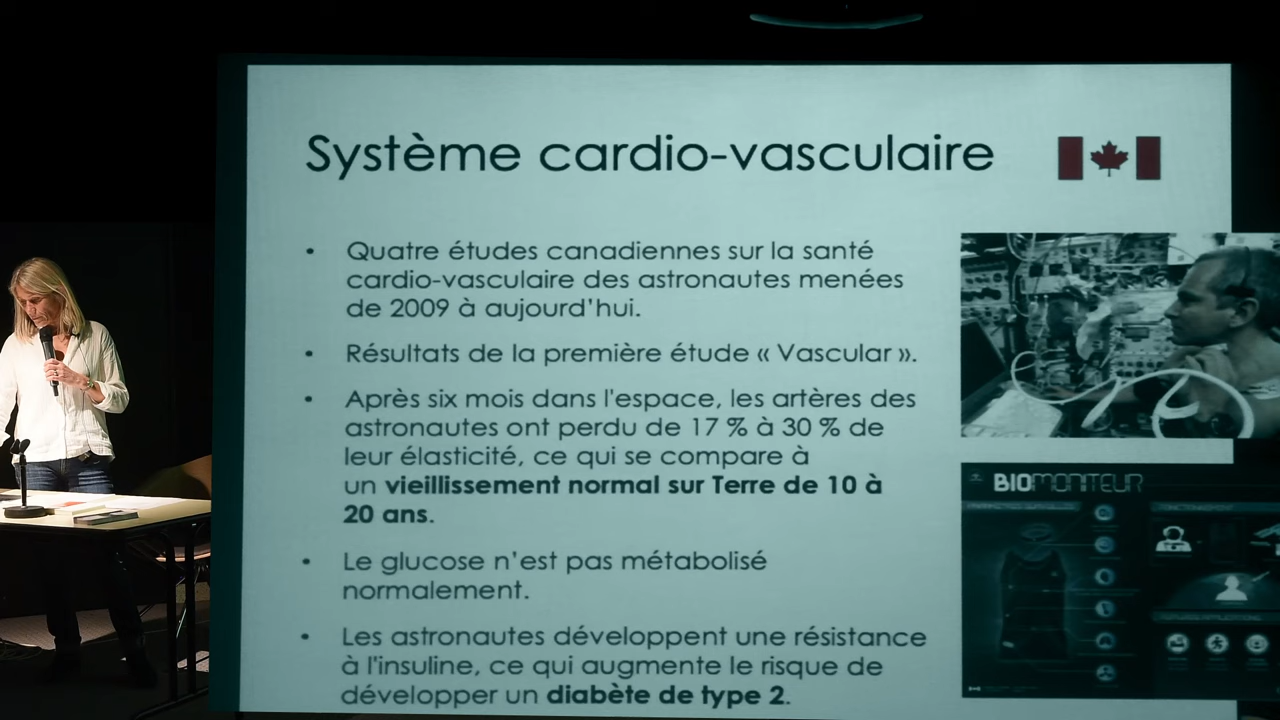 Système cardio-vasculaire
• Quatre études canadiennes sur la santé
cardio-vasculaire des astronautes menées
de 2009 à aujourd’hui.
• Résultats de la première étude « Vascular ».
• Après six mois dans l'espace, les artères des
astronautes ont perdu de 17 % à 30 % de
leur élasticité, ce qui se compare à
un vieillissement normal sur Terre de 10 à
20 ans.
• Le glucose n’est pas métabolisé
normalement.
• Les astronautes développent une résistance
à l'insuline, ce qui augmente le risque de
développer un diabète de type 2.
BIOMONITEUR